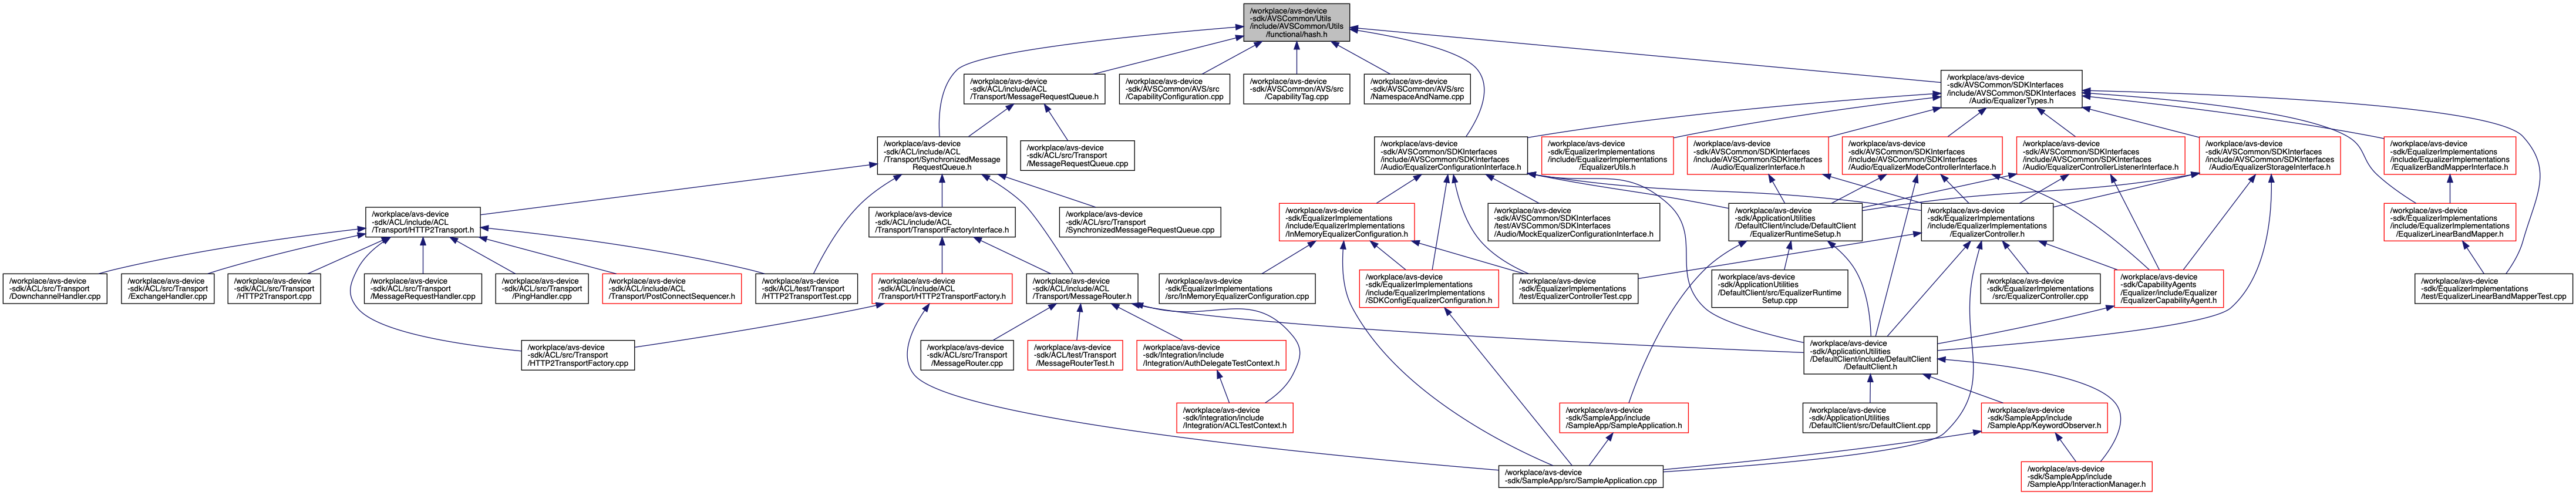 /workplace/avs-device
-sdk/AVSCommon/Utils
/include/AVSCommon/Utils
/functional/hash.h
/workplace/avs-device
-sdk/ACL/include/ACL
/Transport/MessageRequestQueue.h
/workplace/avs-device
-sdk/AVSCommon/AVS/src
/CapabilityConfiguration.cpp
/workplace/avs-device
-sdk/AVSCommon/AVS/src
/CapabilityTag.cpp
/workplace/avs-device
-sdk/AVSCommon/AVS/src
/NamespaceAndName.cpp
/workplace/avs-device
-sdk/AVSCommon/SDKInterfaces
/include/AVSCommon/SDKInterfaces
/Audio/EqualizerTypes.h
/workplace/avs-device
-sdk/ACL/include/ACL
/Transport/SynchronizedMessage
RequestQueue.h
/workplace/avs-device
-sdk/ACL/src/Transport
/MessageRequestQueue.cpp
/workplace/avs-device
-sdk/AVSCommon/SDKInterfaces
/include/AVSCommon/SDKInterfaces
/Audio/EqualizerConfigurationInterface.h
/workplace/avs-device
-sdk/EqualizerImplementations
/include/EqualizerImplementations
/EqualizerUtils.h
/workplace/avs-device
-sdk/AVSCommon/SDKInterfaces
/include/AVSCommon/SDKInterfaces
/Audio/EqualizerInterface.h
/workplace/avs-device
-sdk/AVSCommon/SDKInterfaces
/include/AVSCommon/SDKInterfaces
/Audio/EqualizerModeControllerInterface.h
/workplace/avs-device
-sdk/AVSCommon/SDKInterfaces
/include/AVSCommon/SDKInterfaces
/Audio/EqualizerControllerListenerInterface.h
/workplace/avs-device
-sdk/AVSCommon/SDKInterfaces
/include/AVSCommon/SDKInterfaces
/Audio/EqualizerStorageInterface.h
/workplace/avs-device
-sdk/EqualizerImplementations
/include/EqualizerImplementations
/EqualizerBandMapperInterface.h
/workplace/avs-device
-sdk/ACL/include/ACL
/Transport/HTTP2Transport.h
/workplace/avs-device
-sdk/ACL/include/ACL
/Transport/TransportFactoryInterface.h
/workplace/avs-device
-sdk/ACL/src/Transport
/SynchronizedMessageRequestQueue.cpp
/workplace/avs-device
-sdk/EqualizerImplementations
/include/EqualizerImplementations
/InMemoryEqualizerConfiguration.h
/workplace/avs-device
-sdk/AVSCommon/SDKInterfaces
/test/AVSCommon/SDKInterfaces
/Audio/MockEqualizerConfigurationInterface.h
/workplace/avs-device
-sdk/ApplicationUtilities
/DefaultClient/include/DefaultClient
/EqualizerRuntimeSetup.h
/workplace/avs-device
-sdk/EqualizerImplementations
/include/EqualizerImplementations
/EqualizerController.h
/workplace/avs-device
-sdk/EqualizerImplementations
/include/EqualizerImplementations
/EqualizerLinearBandMapper.h
/workplace/avs-device
-sdk/ACL/src/Transport
/DownchannelHandler.cpp
/workplace/avs-device
-sdk/ACL/src/Transport
/ExchangeHandler.cpp
/workplace/avs-device
-sdk/ACL/src/Transport
/HTTP2Transport.cpp
/workplace/avs-device
-sdk/ACL/src/Transport
/MessageRequestHandler.cpp
/workplace/avs-device
-sdk/ACL/src/Transport
/PingHandler.cpp
/workplace/avs-device
-sdk/ACL/include/ACL
/Transport/PostConnectSequencer.h
/workplace/avs-device
-sdk/ACL/test/Transport
/HTTP2TransportTest.cpp
/workplace/avs-device
-sdk/ACL/include/ACL
/Transport/HTTP2TransportFactory.h
/workplace/avs-device
-sdk/ACL/include/ACL
/Transport/MessageRouter.h
/workplace/avs-device
-sdk/EqualizerImplementations
/src/InMemoryEqualizerConfiguration.cpp
/workplace/avs-device
-sdk/EqualizerImplementations
/include/EqualizerImplementations
/SDKConfigEqualizerConfiguration.h
/workplace/avs-device
-sdk/EqualizerImplementations
/test/EqualizerControllerTest.cpp
/workplace/avs-device
-sdk/ApplicationUtilities
/DefaultClient/src/EqualizerRuntime
Setup.cpp
/workplace/avs-device
-sdk/EqualizerImplementations
/src/EqualizerController.cpp
/workplace/avs-device
-sdk/CapabilityAgents
/Equalizer/include/Equalizer
/EqualizerCapabilityAgent.h
/workplace/avs-device
-sdk/EqualizerImplementations
/test/EqualizerLinearBandMapperTest.cpp
/workplace/avs-device
-sdk/ACL/src/Transport
/HTTP2TransportFactory.cpp
/workplace/avs-device
-sdk/ACL/src/Transport
/MessageRouter.cpp
/workplace/avs-device
-sdk/ACL/test/Transport
/MessageRouterTest.h
/workplace/avs-device
-sdk/Integration/include
/Integration/AuthDelegateTestContext.h
/workplace/avs-device
-sdk/ApplicationUtilities
/DefaultClient/include/DefaultClient
/DefaultClient.h
/workplace/avs-device
-sdk/Integration/include
/Integration/ACLTestContext.h
/workplace/avs-device
-sdk/SampleApp/include
/SampleApp/SampleApplication.h
/workplace/avs-device
-sdk/ApplicationUtilities
/DefaultClient/src/DefaultClient.cpp
/workplace/avs-device
-sdk/SampleApp/include
/SampleApp/KeywordObserver.h
/workplace/avs-device
-sdk/SampleApp/src/SampleApplication.cpp
/workplace/avs-device
-sdk/SampleApp/include
/SampleApp/InteractionManager.h